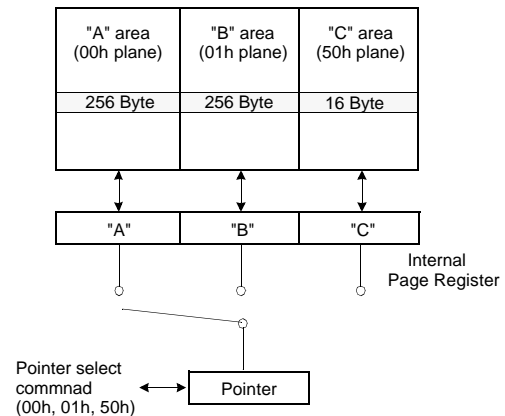 "A" area
(00h plane)
"B" area
(01h plane)
"C" area
(50h plane)
256 Byte
256 Byte
16 Byte
"A"
"B"
"C"
Internal
Page Register
Pointer select
commnad
(00h, 01h, 50h)
Pointer